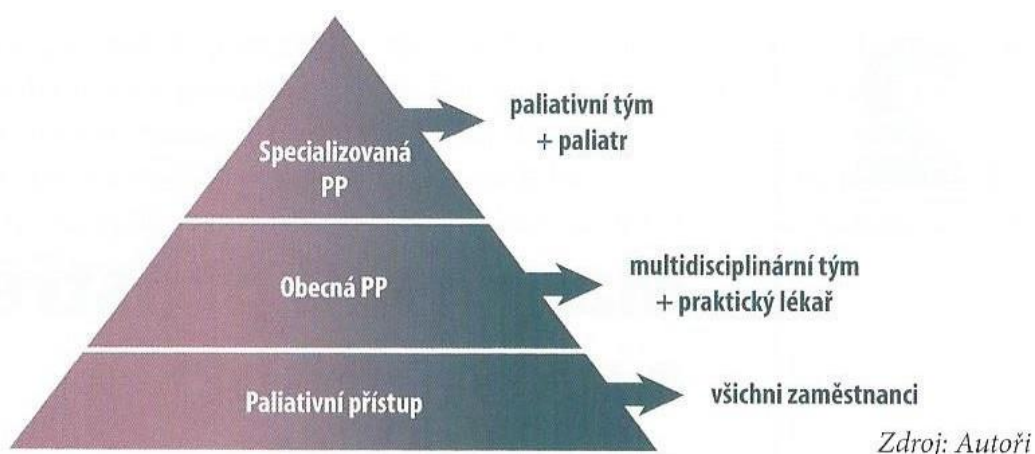 paliativní tým
+ paliatr
Specializovaná
PP
multidisciplinární tým
+ praktický lékař
Obecná PP
všichni zaměstnanci
Paliativní přístup
Zdroj: Autoři